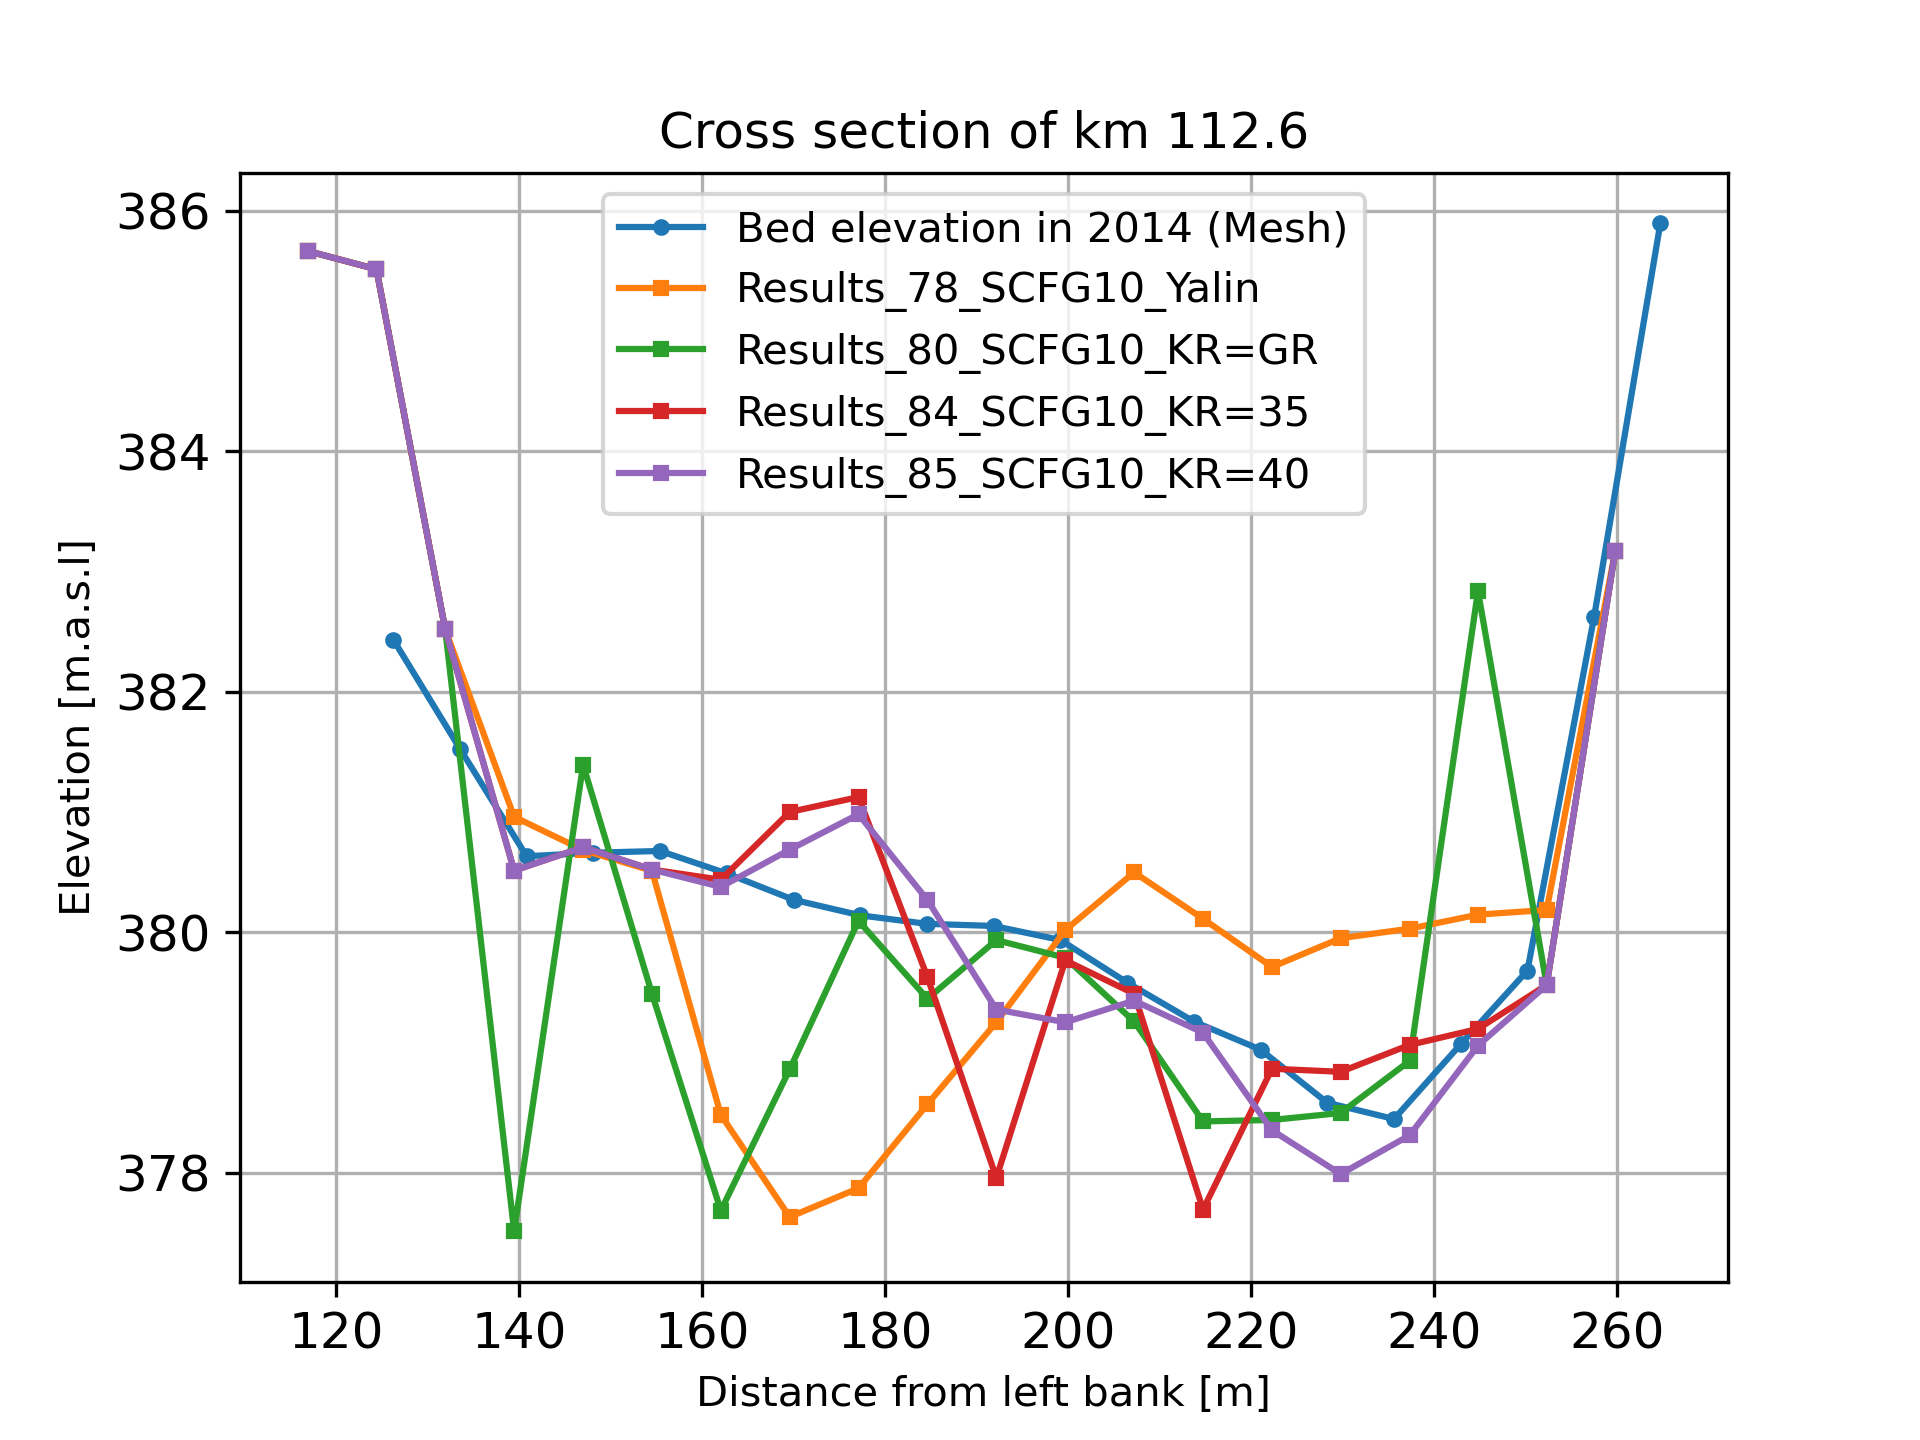 Cross section of km 112.6
Bed elevation in 2014 (Mesh)
Results_78_SCFG10_Yalin
Results_80_SCFG10_KR=GR
Results_84_SCFG10_KR=35
Results_85_SCFG10_KR=40
Elevation [m.a.s.l]
386
384
382
380
378
120 140 160 180 200 220 240 260
Distance from left bank [m]